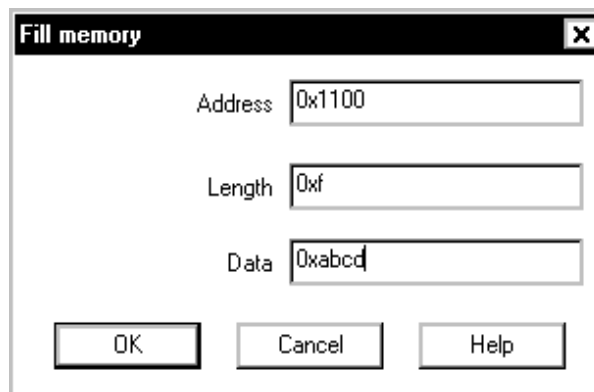 Fill memory
Address 0x1100
Length 0xf
Data 0xabcd
OK Cancel Help